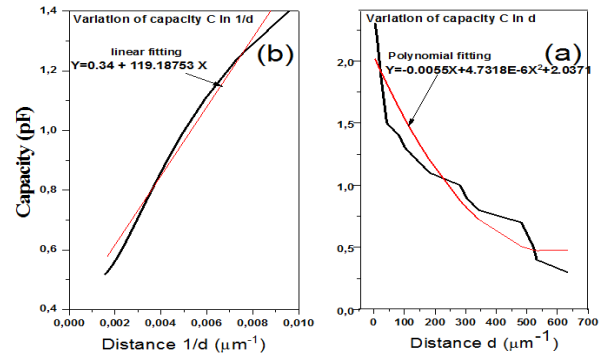 Variation of capacity C In 1/d
linear fitting
Y=0.34 + 119.18753 X
(b)
Capacity (pF)
1,4
1,2
1,0
0,8
0,6
0,4
0,000 0,002 0,004 0,006 0,008 0,010
Distance 1/d (μm⁻¹)
Variation of capacity C In d
(a)
Polynomial fitting
Y=-0.0055X+4.7318E-6X²+2.0371
2,5
2,0
1,5
1,0
0,5
0,0
0 100 200 300 400 500 600 700
Distance d (μm⁻¹)